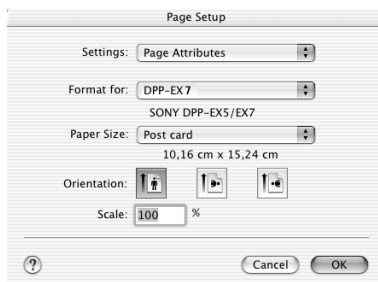 Page Setup
Settings: Page Attributes
Format for: DPP-EX7
SONY DPP-EX5/EX7
Paper Size: Post card
10,16 cm x 15,24 cm
Orientation:
Scale: 100 %
? Cancel OK